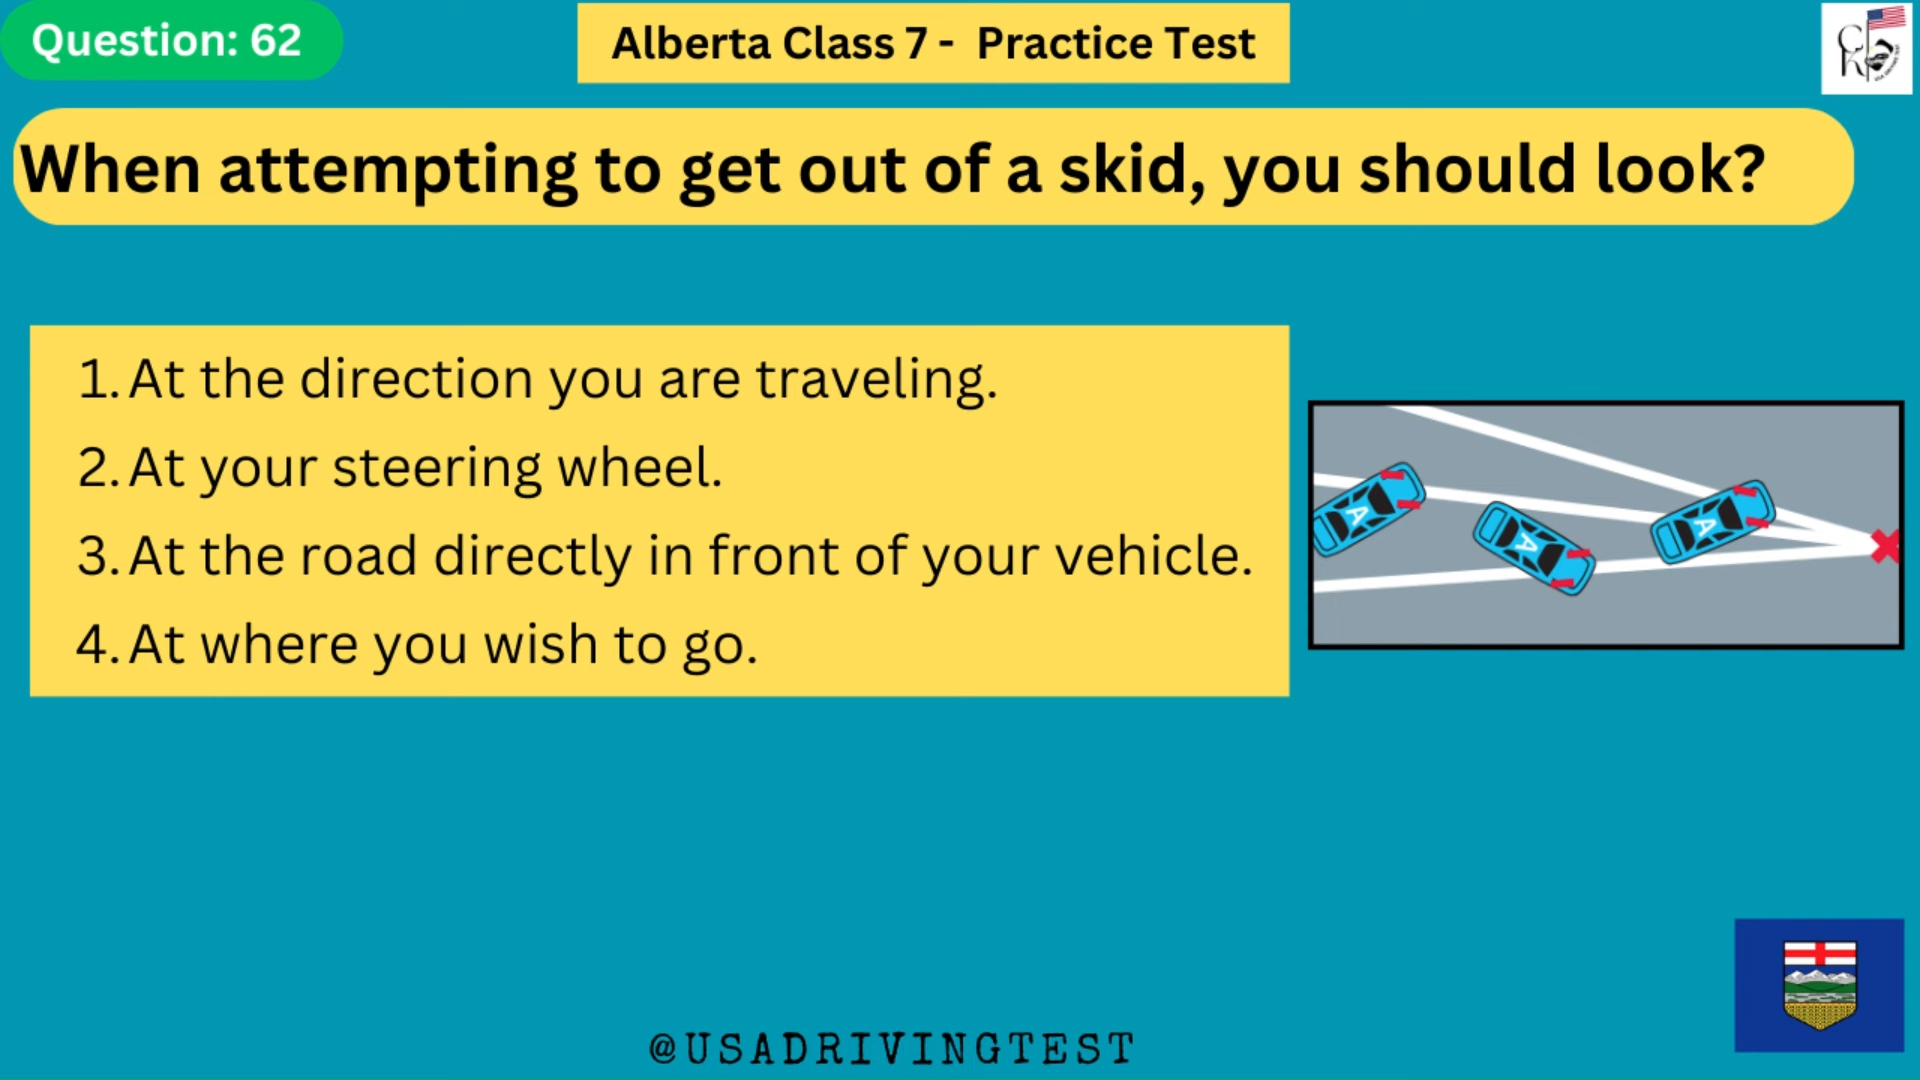 Question: 62
Alberta Class 7 - Practice Test
When attempting to get out of a skid, you should look?
1. At the direction you are traveling.
2. At your steering wheel.
3. At the road directly in front of your vehicle.
4. At where you wish to go.
A
A
A
@USADRIVINGTEST